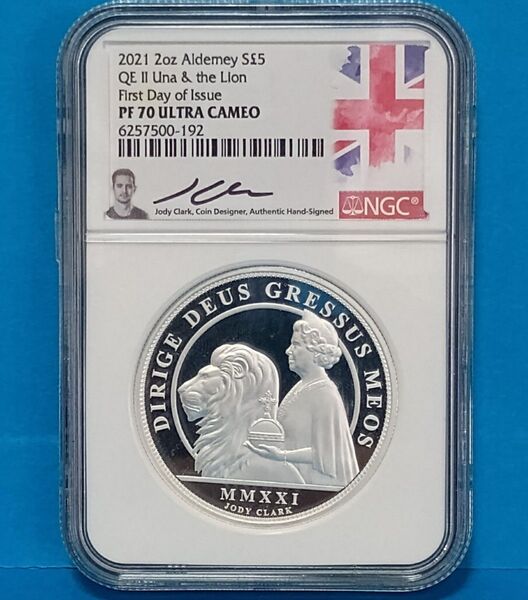 2021 2oz Alderney S£5
QE II Una & the Lion
First Day of Issue
PF 70 ULTRA CAMEO
6257500-192
Jody Clark, Coin Designer, Authentic Hand-Signed
NGC®
DIRIGE DEUS GRESSUS MEOS
MMXXI
JODY CLARK